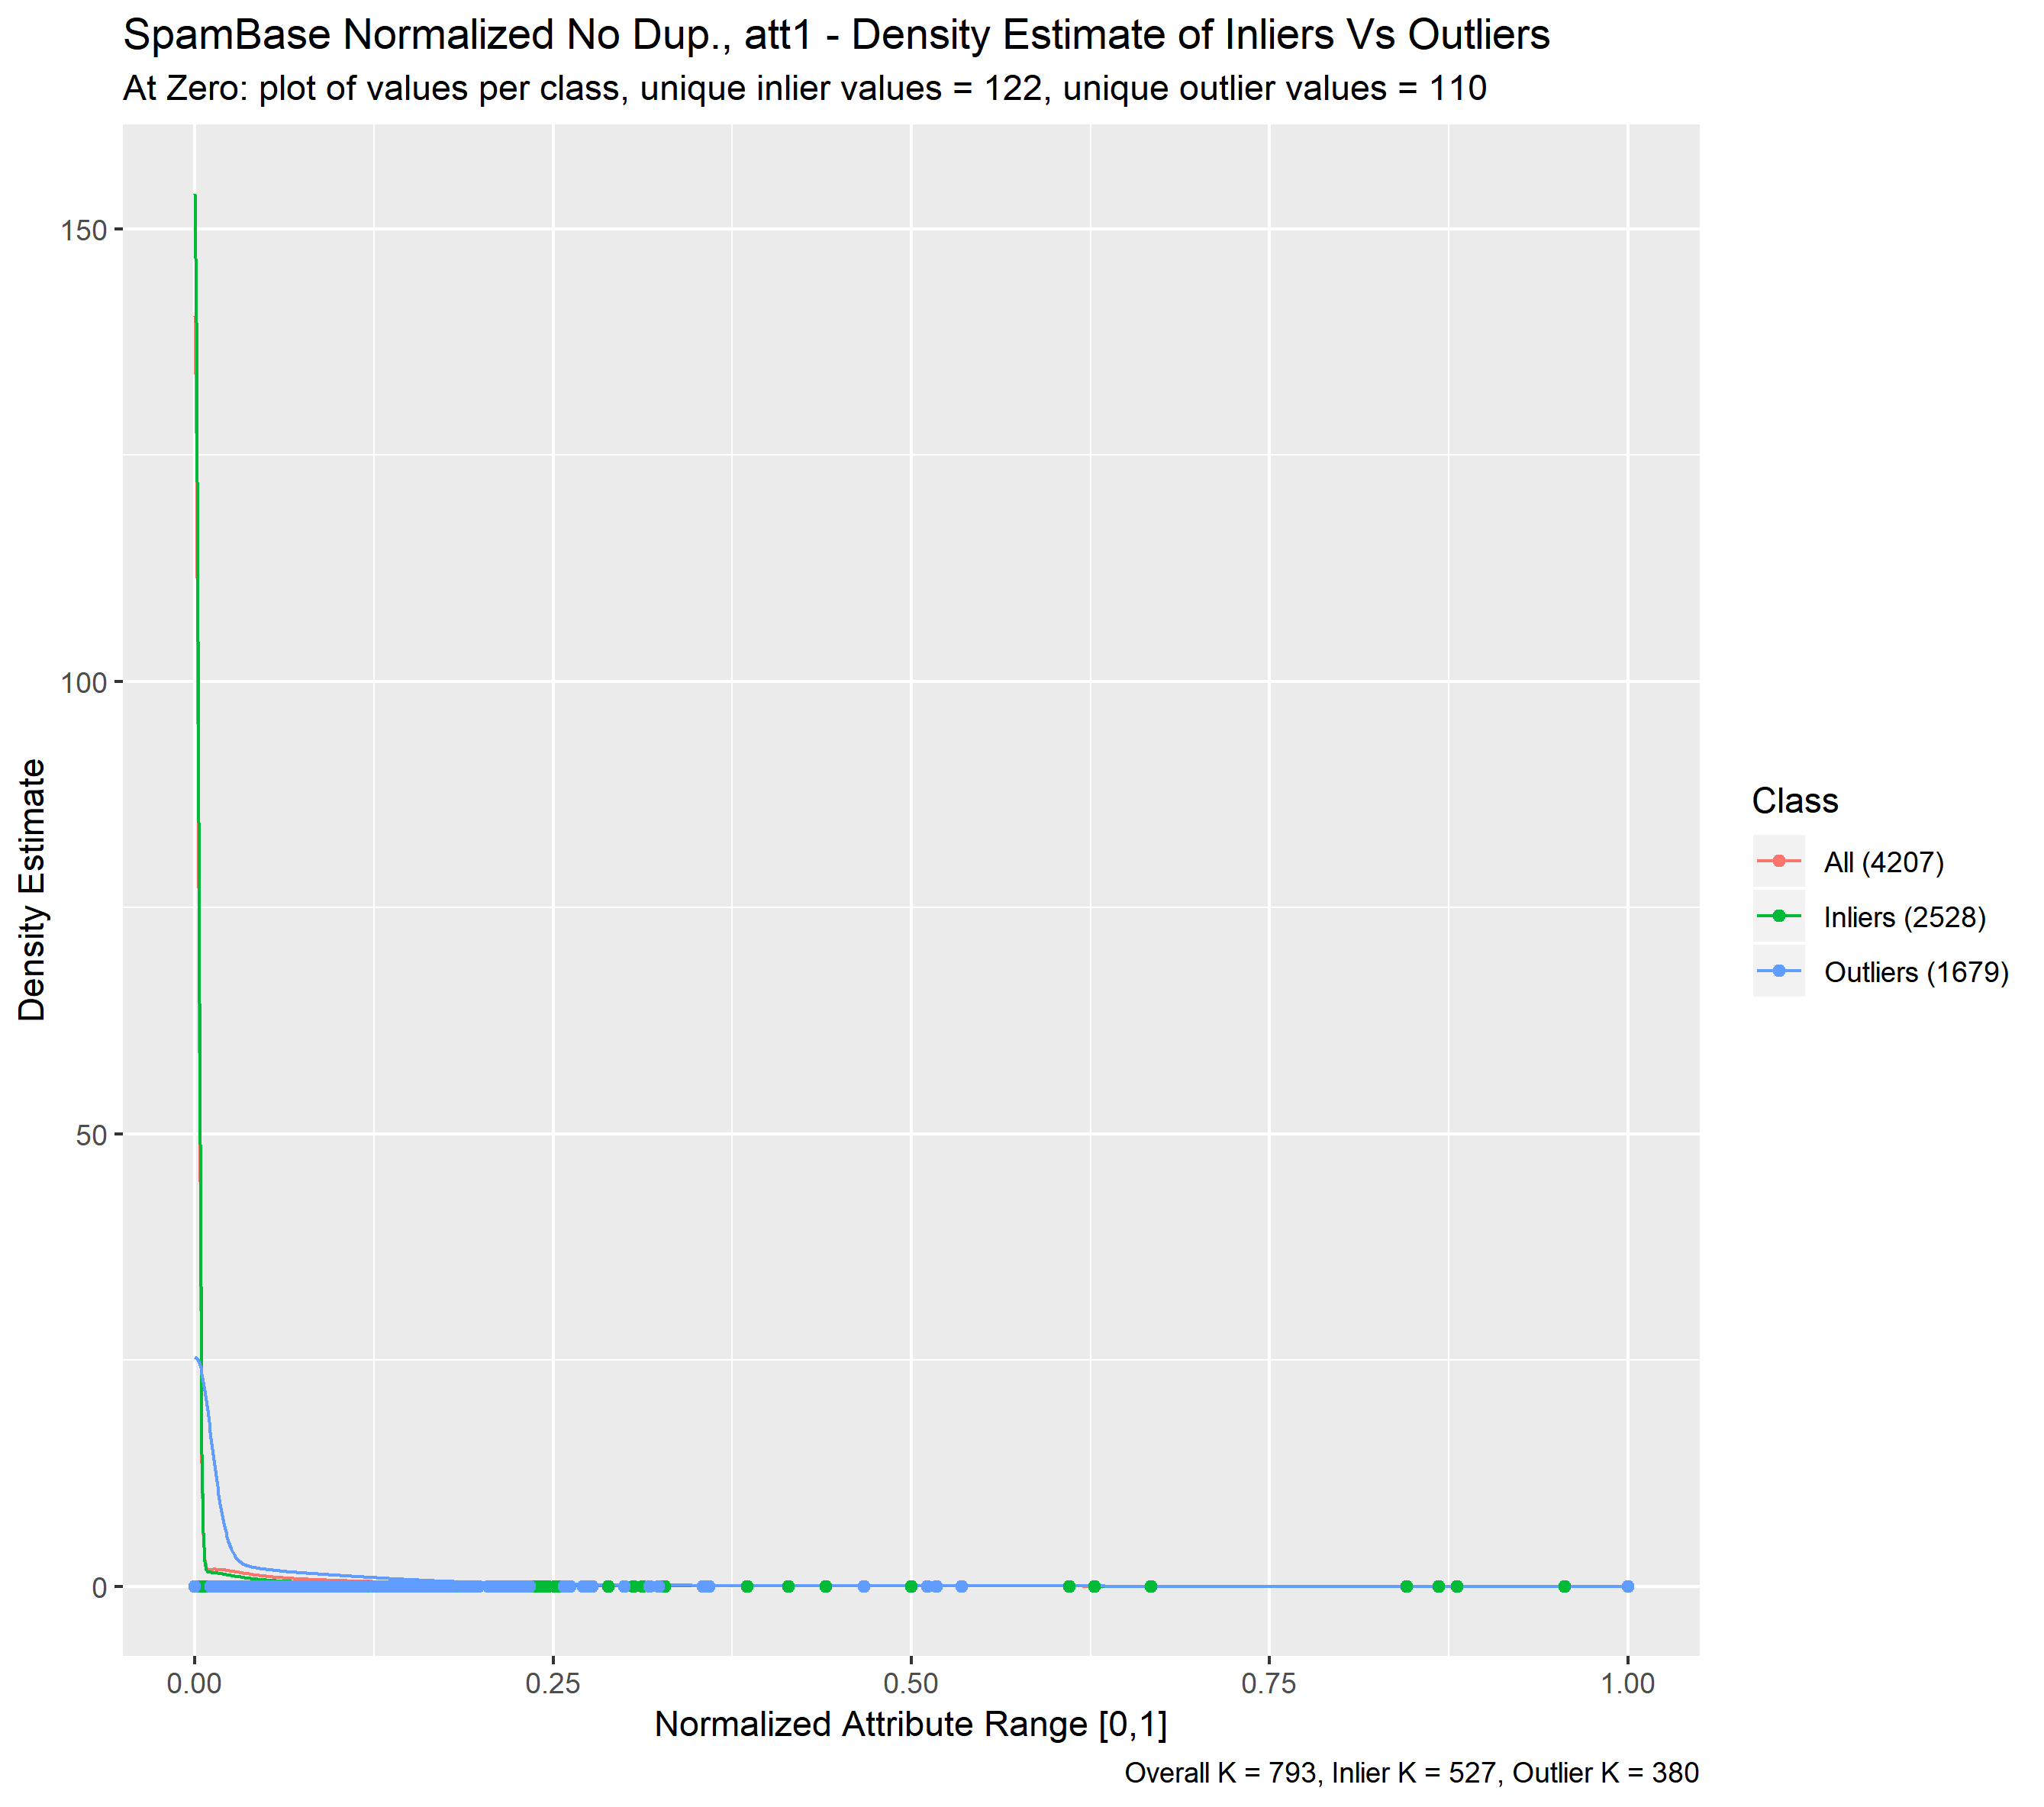 SpamBase Normalized No Dup., att1 - Density Estimate of Inliers Vs Outliers
At Zero: plot of values per class, unique inlier values = 122, unique outlier values = 110
150
100
50
0
Density Estimate
0.00
0.25
0.50
0.75
1.00
Normalized Attribute Range [0,1]
Class
All (4207)
Inliers (2528)
Outliers (1679)
Overall K = 793, Inlier K = 527, Outlier K = 380